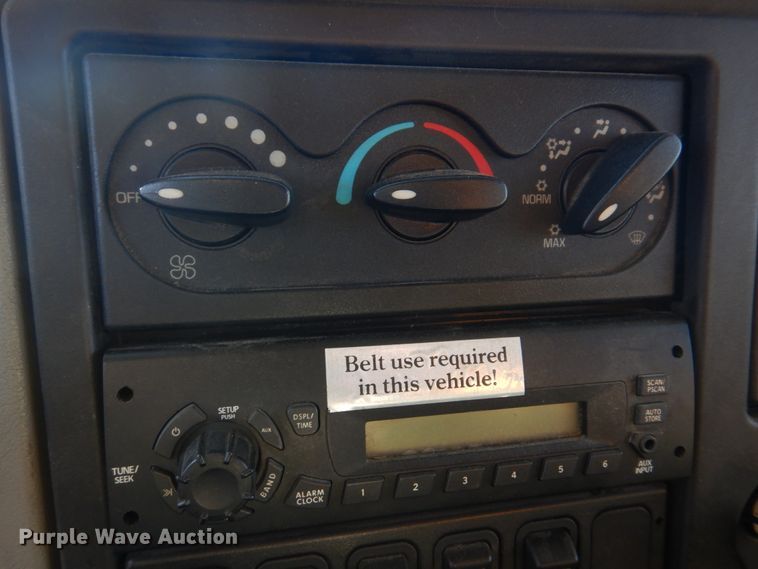 OFF
NORM
MAX
Belt use required
in this vehicle!
SCAN/
PSCAN
AUTO
STORE
SETUP
PUSH
AUX
DSPL/
TIME
TUNE/
SEEK
BAND
ALARM
CLOCK
1 2 3 4 5 6
AUX
INPUT
Purple Wave Auction